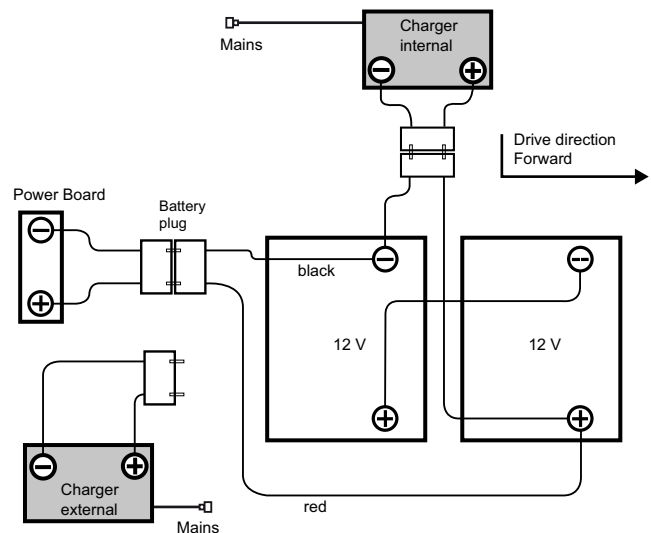 Charger
internal
Mains
Drive direction
Forward
Power Board
Battery
plug
black
12 V
12 V
Charger
external
red
Mains